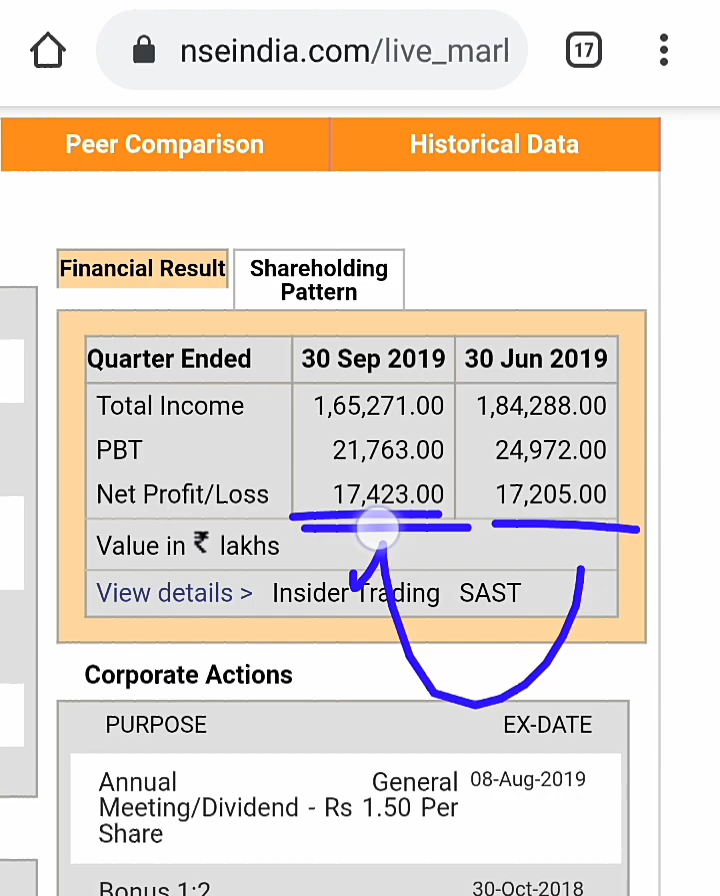 nseindia.com/live_marl
17
Peer Comparison Historical Data
Financial Result Shareholding
Pattern
Quarter Ended 30 Sep 2019 30 Jun 2019
Total Income 1,65,271.00 1,84,288.00
PBT 21,763.00 24,972.00
Net Profit/Loss 17,423.00 17,205.00
Value in ₹ lakhs
View details > Insider Trading SAST
Corporate Actions
PURPOSE EX-DATE
Annual General 08-Aug-2019
Meeting/Dividend - Rs 1.50 Per
Share
Bonus 1:2 30-Oct-2018